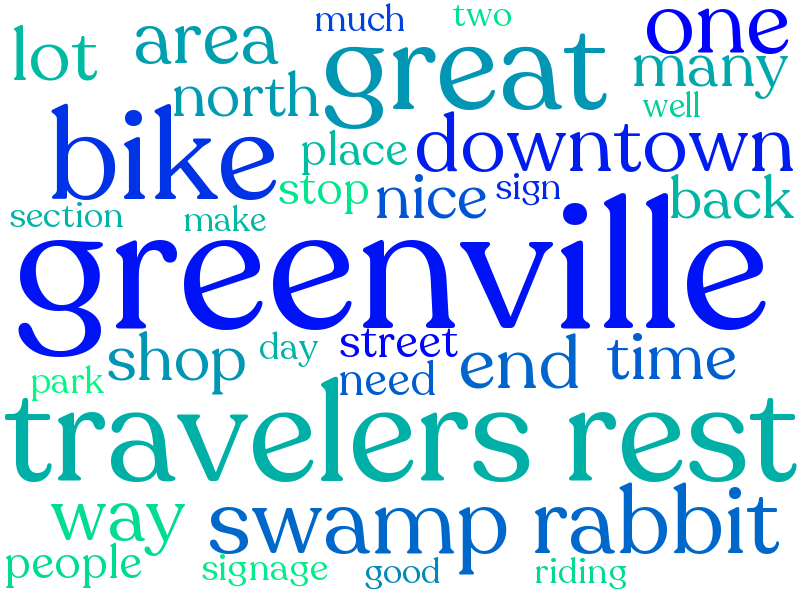 much two one
lot area great many
north well
bike place downtown
stop nice sign back
section make
greenville
shop day street time
park need end
travelers rest
way swamp rabbit
people signage good riding